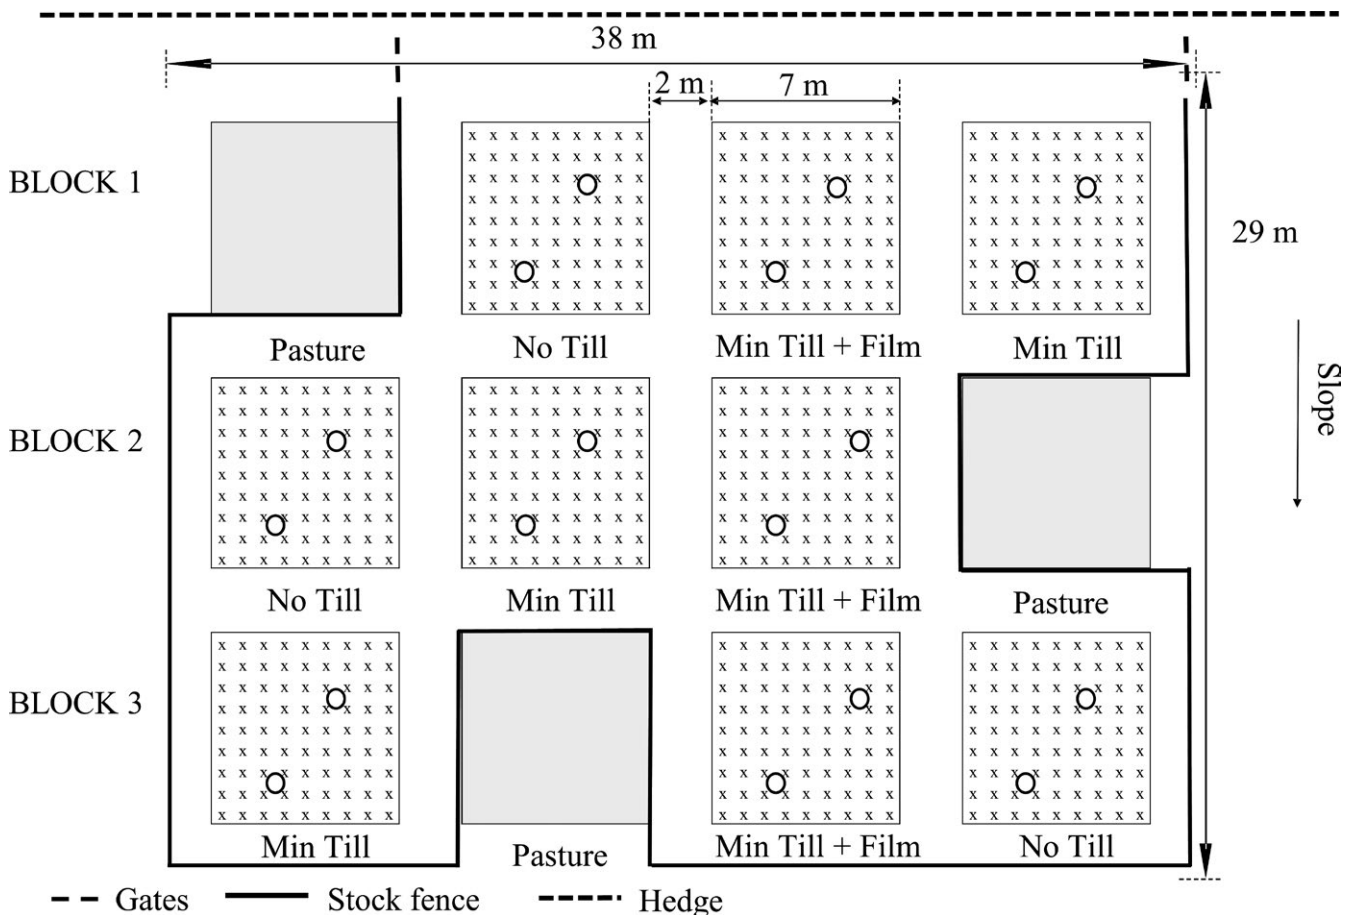 38 m
2 m
7 m
BLOCK 1
29 m
Pasture
No Till
Min Till + Film
Min Till
Slope
BLOCK 2
No Till
Min Till
Min Till + Film
Pasture
BLOCK 3
Min Till
Pasture
Min Till + Film
No Till
Gates
Stock fence
Hedge